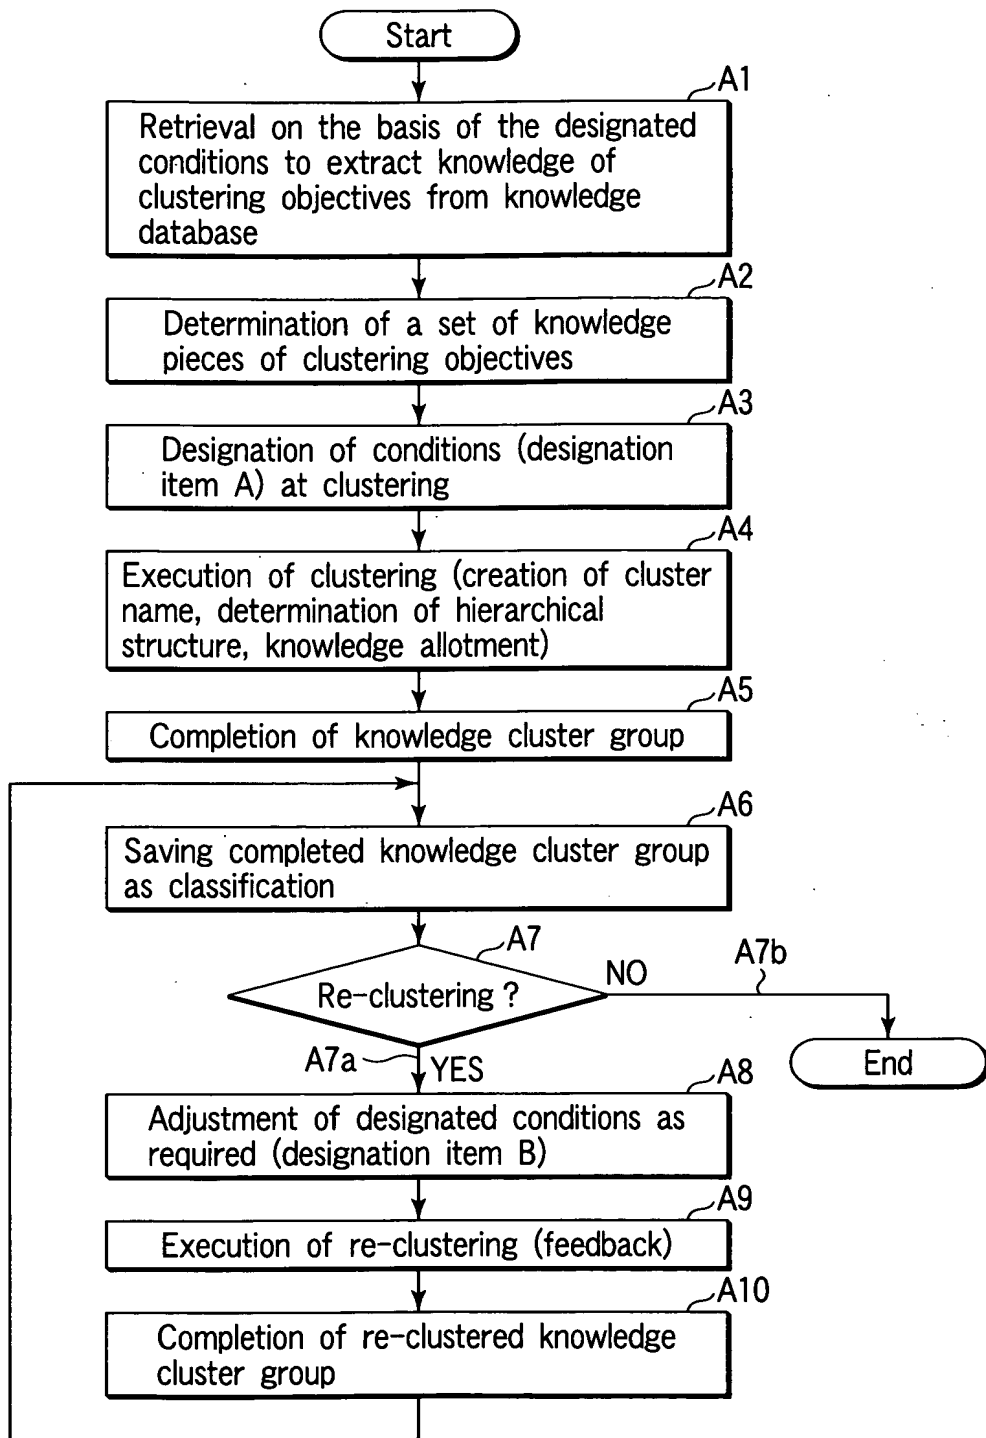 Start
A1
Retrieval on the basis of the designated
conditions to extract knowledge of
clustering objectives from knowledge
database
A2
Determination of a set of knowledge
pieces of clustering objectives
A3
Designation of conditions (designation
item A) at clustering
A4
Execution of clustering (creation of cluster
name, determination of hierarchical
structure, knowledge allotment)
A5
Completion of knowledge cluster group
A6
Saving completed knowledge cluster group
as classification
A7
Re-clustering ?
NO
A7b
End
A7a
YES
A8
Adjustment of designated conditions as
required (designation item B)
A9
Execution of re-clustering (feedback)
A10
Completion of re-clustered knowledge
cluster group